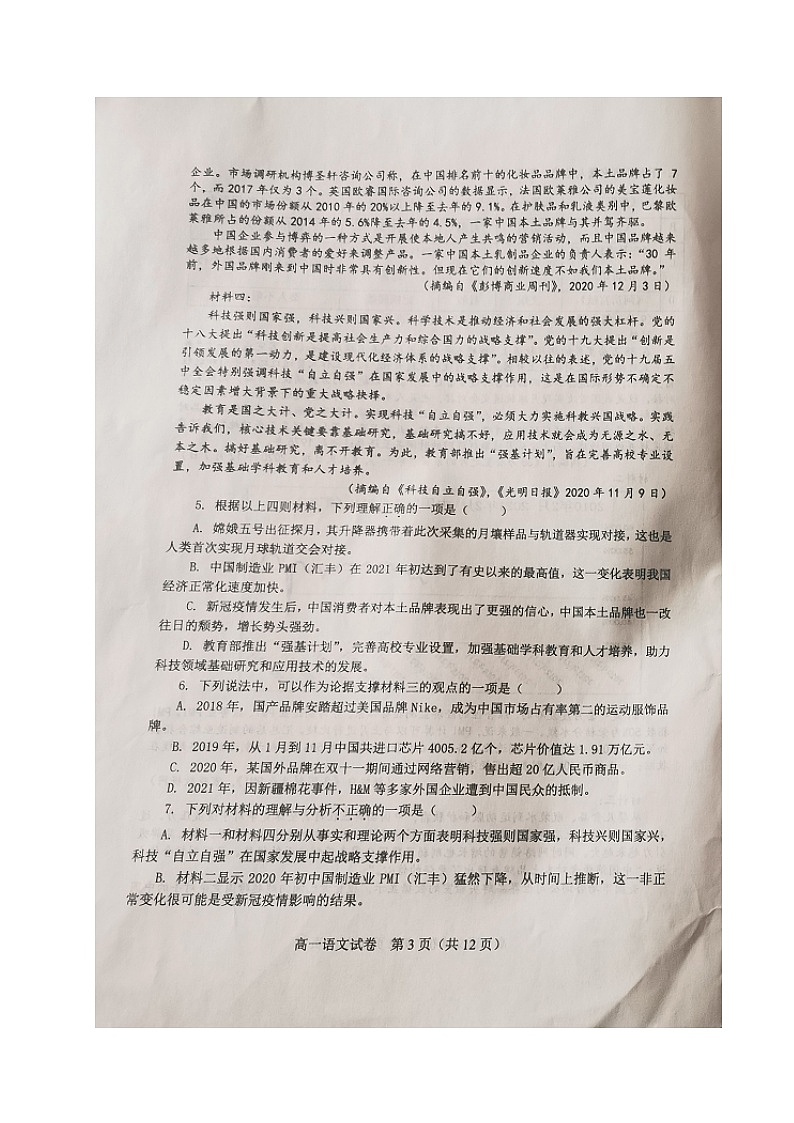 企业。市场调研机构博圣轩咨询公司称，在中国排名前十的化妆品品牌中，本土品牌占了 7
个，而 2017 年仅为 3 个。英国欧睿国际咨询公司的数据显示，法国欧莱雅公司的美宝莲化妆
品在中国的市场份额从 2010 年的 20%以上降至去年的 9.1%。在护肤品和乳液类别中，巴黎欧
莱雅所占的份额从 2014 年的 5.6%降至去年的 4.5%，一家中国本土品牌与其并驾齐驱。
中国企业参与博弈的一种方式是开展使本地人产生共鸣的营销活动，而且中国品牌越来
越多地根据国内消费者的爱好来调整产品。一家中国本土乳制品企业的负责人表示：“30 年
前，外国品牌刚来到中国时非常具有创新性。但现在它们的创新速度不如我们本土品牌。”
（摘编自《彭博商业周刊》，2020 年 12 月 3 日）
材料四：
科技强则国家强，科技兴则国家兴。科学技术是推动经济和社会发展的强大杠杆。党的
十八大提出“科技创新是提高社会生产力和综合国力的战略支撑”。党的十九大提出“创新是
引领发展的第一动力，是建设现代化经济体系的战略支撑”。相较以往的表述，党的十九届五
中全会特别强调科技“自立自强”在国家发展中的战略支撑作用，这是在国际形势不确定不
稳定因素增大背景下的重大战略抉择。
教育是国之大计、党之大计。实现科技“自立自强”，必须大力实施科教兴国战略。实践
告诉我们，核心技术关键要靠基础研究，基础研究搞不好，应用技术就会成为无源之水、无
本之木。搞好基础研究，离不开教育。为此，教育部推出“强基计划”，旨在完善高校专业设
置，加强基础学科教育和人才培养。
（摘编自《科技自立自强》，《光明日报》2020 年 11 月 9 日）
5. 根据以上四则材料，下列理解正确的一项是（　　）
A. 嫦娥五号出征探月，其升降器携带着此次采集的月壤样品与轨道器实现对接，这也是
人类首次实现月球轨道交会对接。
B. 中国制造业 PMI（汇丰）在 2021 年初达到了有史以来的最高值，这一变化表明我国
经济正常化速度加快。
C. 新冠疫情发生后，中国消费者对本土品牌表现出了更强的信心，中国本土品牌也一改
往日的颓势，增长势头强劲。
D. 教育部推出“强基计划”，完善高校专业设置，加强基础学科教育和人才培养，助力
科技领域基础研究和应用技术的发展。
6. 下列说法中，可以作为论据支撑材料三的观点的一项是（　　）
A. 2018 年，国产品牌安踏超过美国品牌 Nike，成为中国市场占有率第二的运动服饰品
牌。
B. 2019 年，从 1 月到 11 月中国共进口芯片 4005.2 亿个，芯片价值达 1.91 万亿元。
C. 2020 年，某国外品牌在双十一期间通过网络营销，售出超 20 亿人民币商品。
D. 2021 年，因新疆棉花事件，H&M 等多家外国企业遭到中国民众的抵制。
7. 下列对材料的理解与分析不正确的一项是（　　）
A. 材料一和材料四分别从事实和理论两个方面表明科技强则国家强，科技兴则国家兴，
科技“自立自强”在国家发展中起战略支撑作用。
B. 材料二显示 2020 年初中国制造业 PMI（汇丰）猛然下降，从时间上推断，这一非正
常变化很可能是受新冠疫情影响的结果。
高一语文试卷　第 3 页（共 12 页）